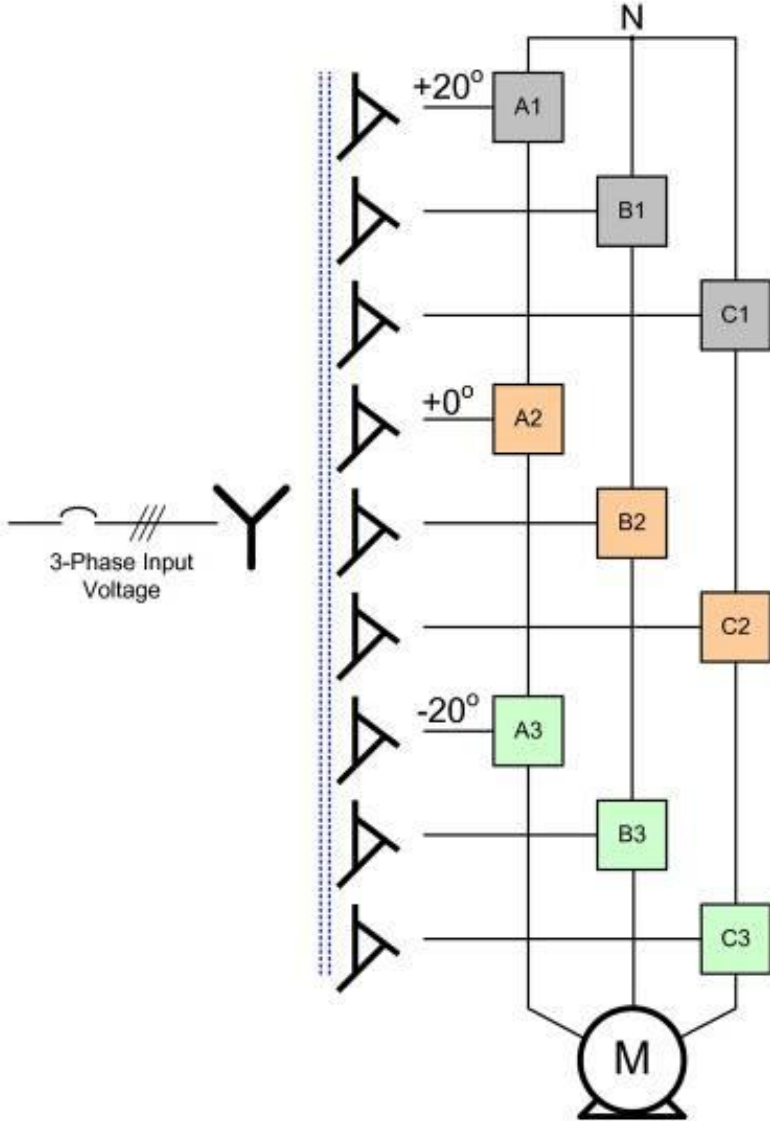 N
+20°
A1
B1
C1
+0°
A2
B2
3-Phase Input
Voltage
C2
-20°
A3
B3
C3
M